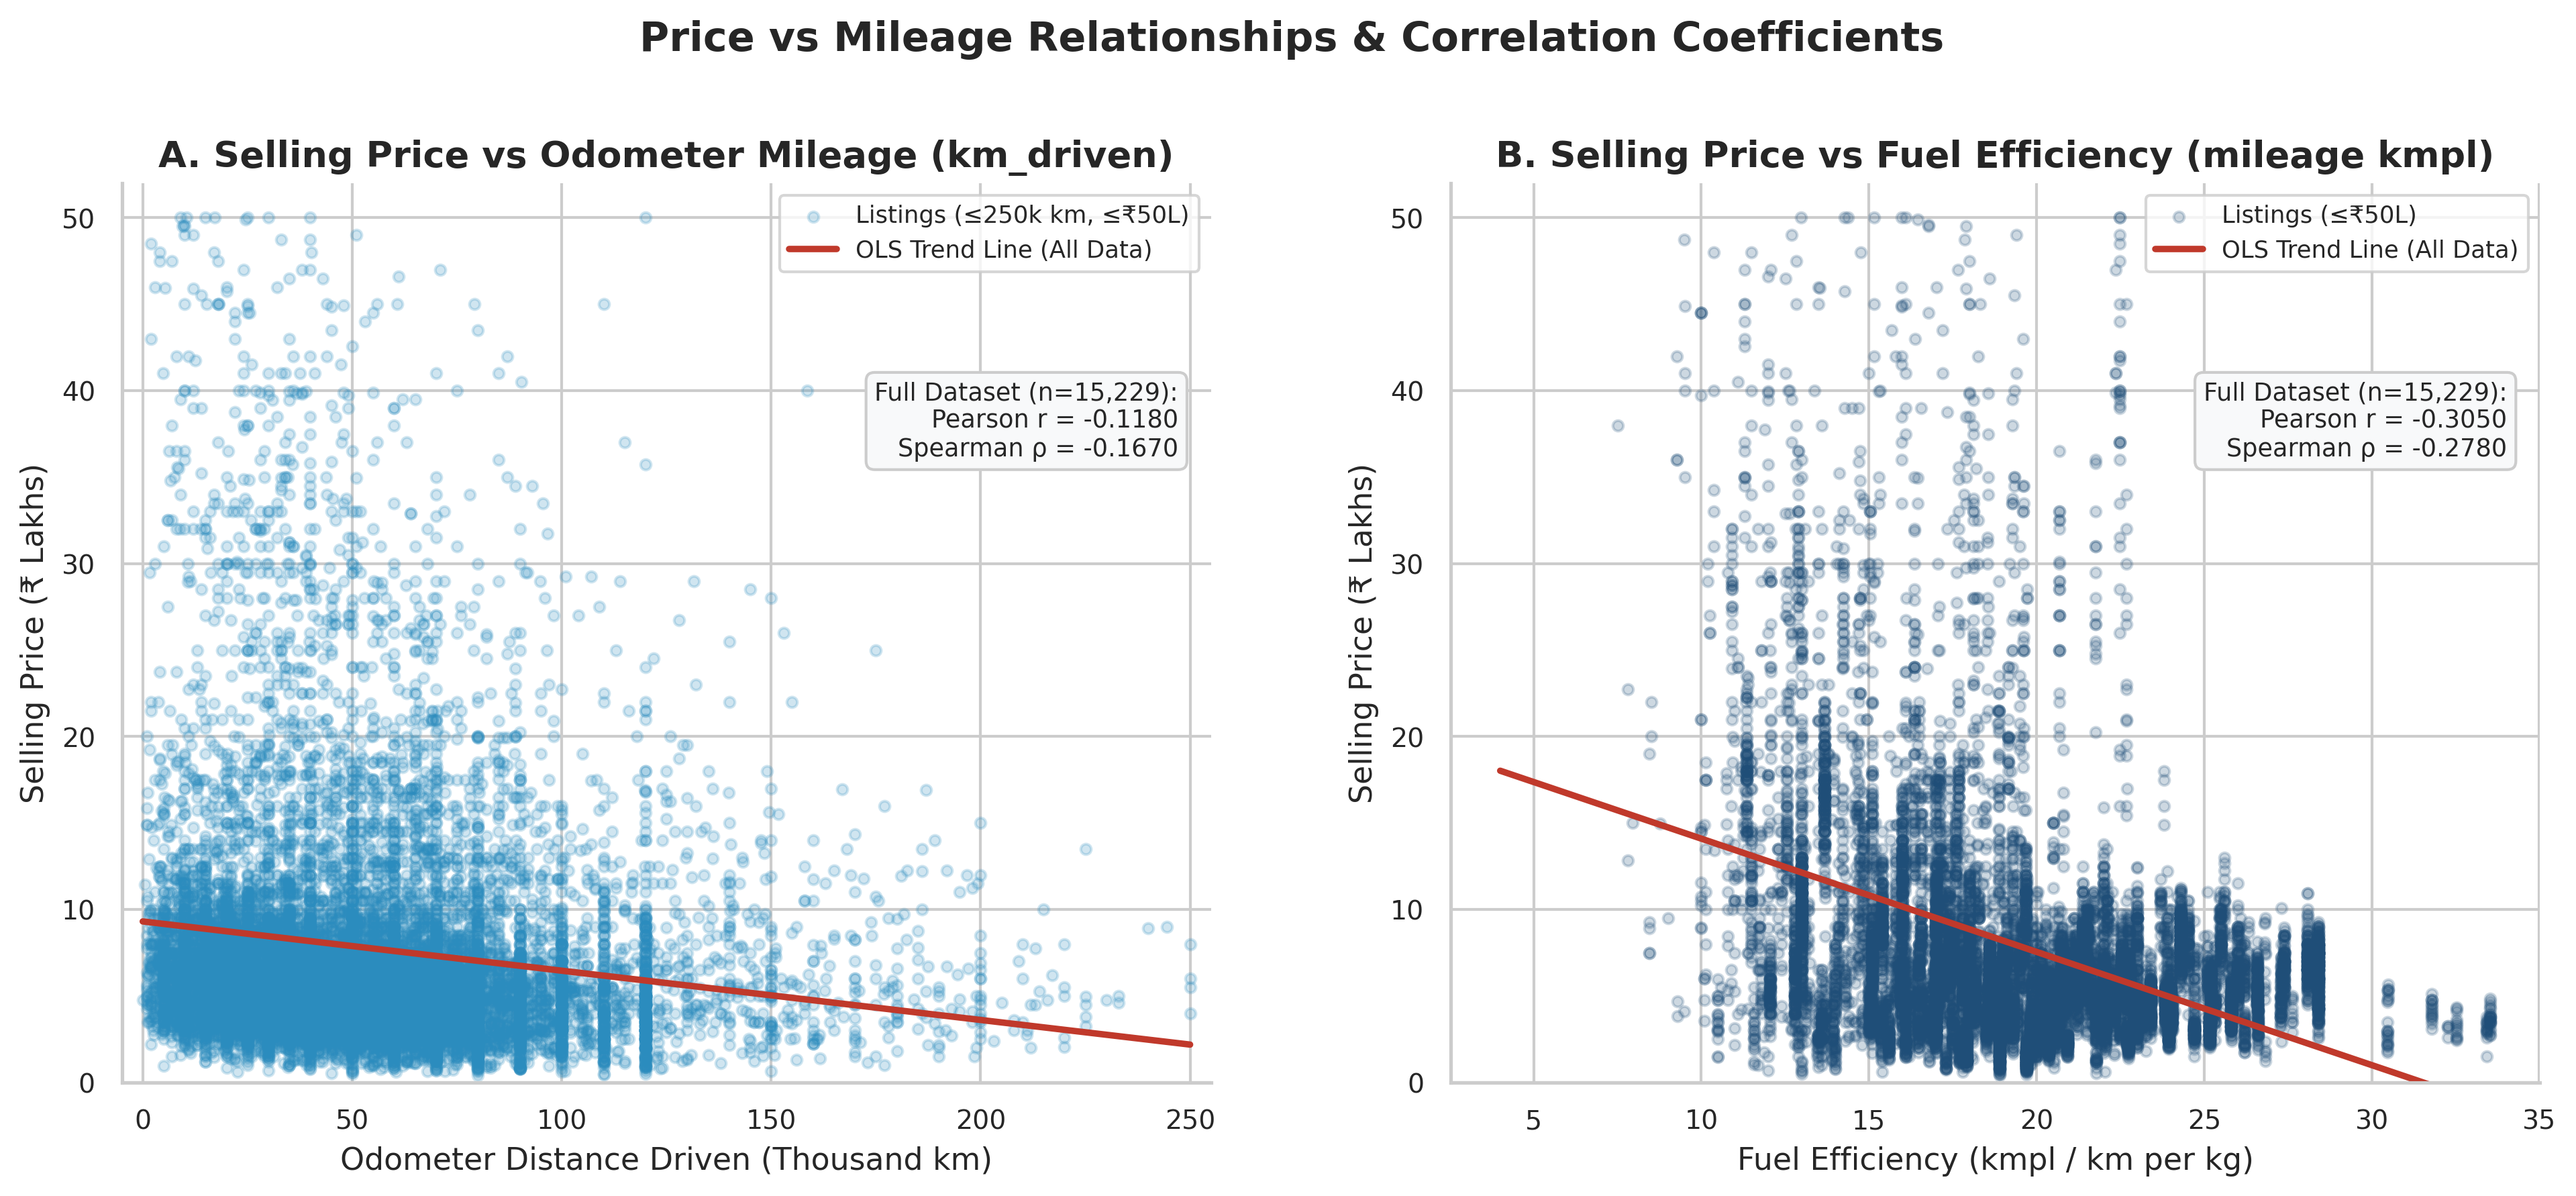 Price vs Mileage Relationships & Correlation Coefficients
A. Selling Price vs Odometer Mileage (km_driven)
Listings (≤250k km, ≤₹50L)
OLS Trend Line (All Data)
Full Dataset (n=15,229):
Pearson r = -0.1180
Spearman ρ = -0.1670
Selling Price (₹ Lakhs)
50
40
30
20
10
0
0 50 100 150 200 250
Odometer Distance Driven (Thousand km)
B. Selling Price vs Fuel Efficiency (mileage kmpl)
Listings (≤₹50L)
OLS Trend Line (All Data)
Full Dataset (n=15,229):
Pearson r = -0.3050
Spearman ρ = -0.2780
Selling Price (₹ Lakhs)
50
40
30
20
10
0
5 10 15 20 25 30 35
Fuel Efficiency (kmpl / km per kg)